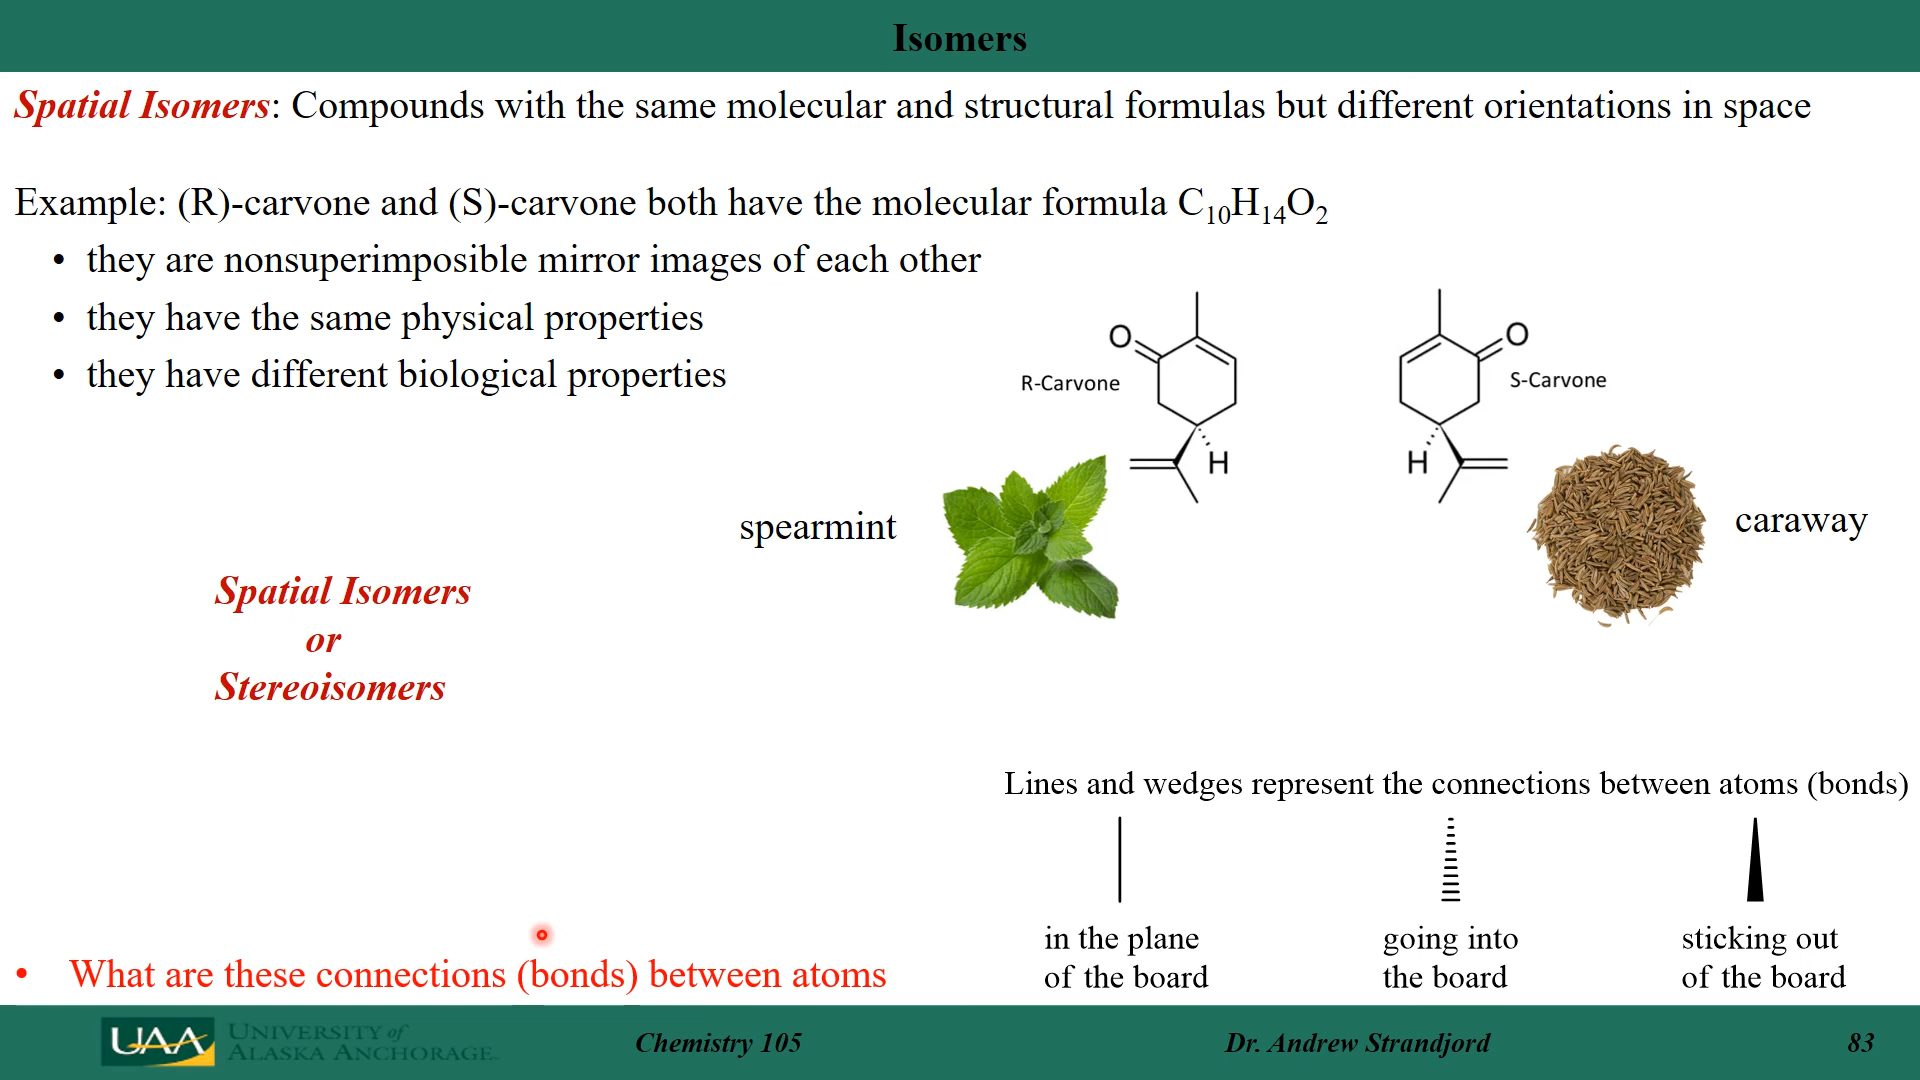 Isomers
Spatial Isomers: Compounds with the same molecular and structural formulas but different orientations in space
Example: (R)-carvone and (S)-carvone both have the molecular formula C₁₀H₁₄O₂
• they are nonsuperimposible mirror images of each other
• they have the same physical properties
• they have different biological properties
O
R-Carvone
H
O
S-Carvone
H
spearmint
caraway
Spatial Isomers
or
Stereoisomers
Lines and wedges represent the connections between atoms (bonds)
in the plane
of the board
going into
the board
sticking out
of the board
• What are these connections (bonds) between atoms
UAA
UNIVERSITY of
ALASKA ANCHORAGE.
Chemistry 105
Dr. Andrew Strandjord
83